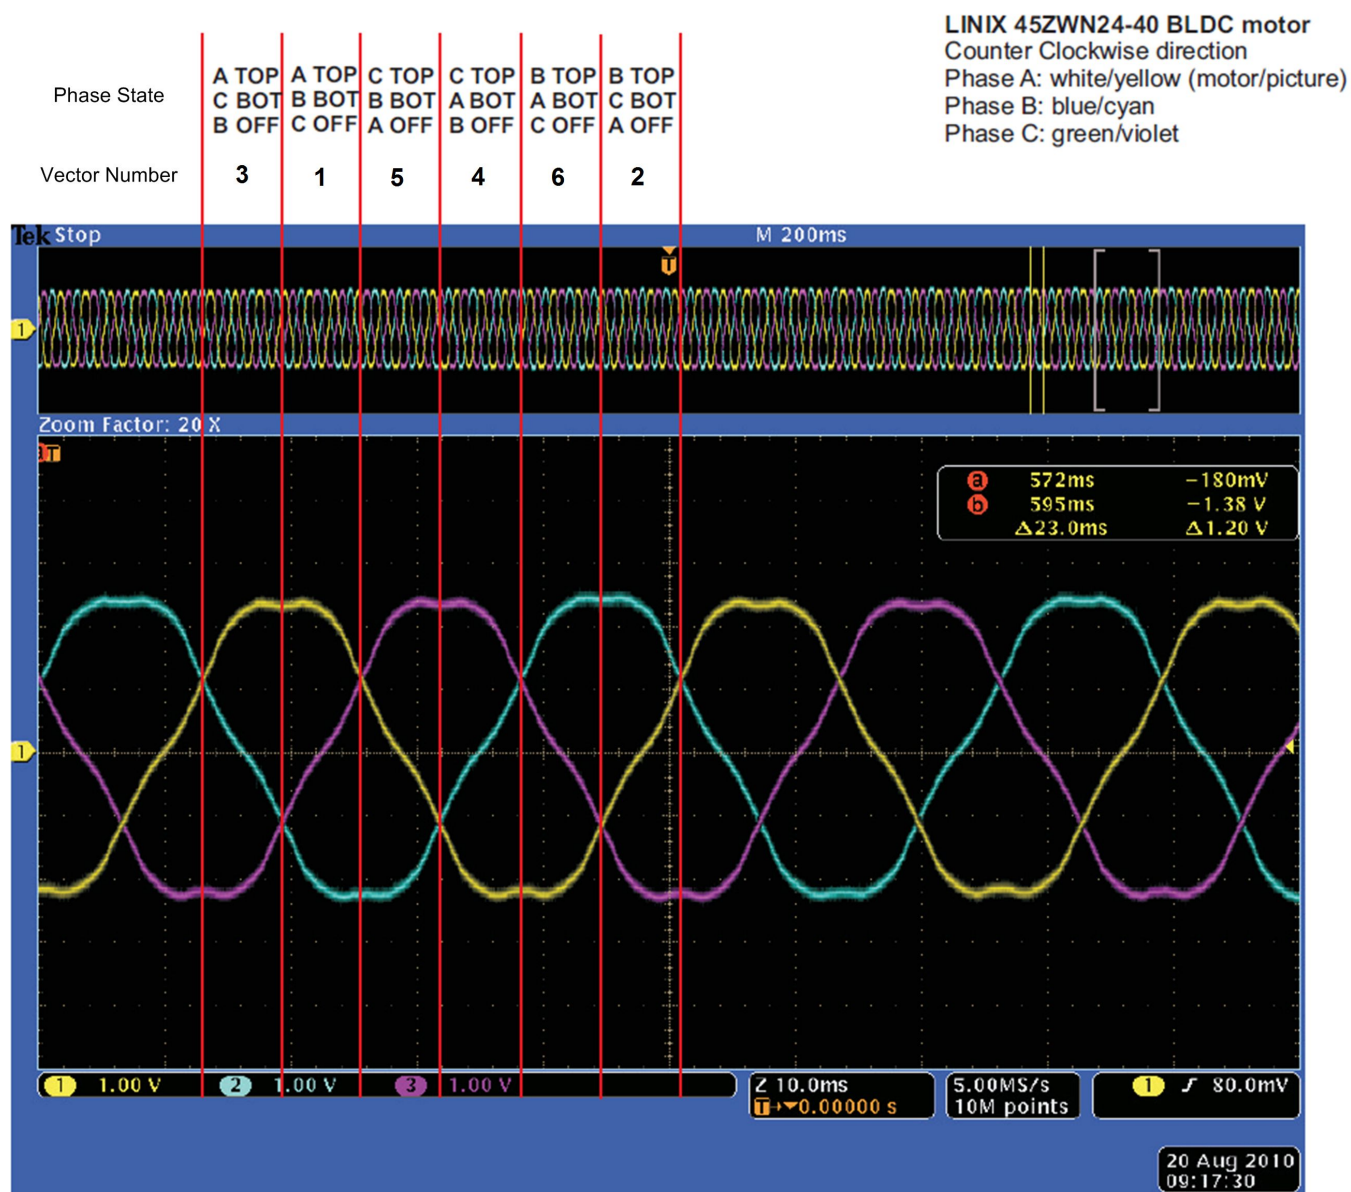 LINIX 45ZWN24-40 BLDC motor
Counter Clockwise direction
Phase A: white/yellow (motor/picture)
Phase B: blue/cyan
Phase C: green/violet
Phase State
A TOP A TOP C TOP C TOP B TOP B TOP
C BOT B BOT B BOT A BOT A BOT C BOT
B OFF C OFF A OFF B OFF C OFF A OFF
Vector Number 3 1 5 4 6 2
Tek Stop M 200ms
T
1
Zoom Factor: 20 X
T
a 572ms −180mV
b 595ms −1.38 V
Δ23.0ms Δ1.20 V
1
1 1.00 V 2 1.00 V 3 1.00 V
Z 10.0ms
T→▼0.00000 s
5.00MS/s
10M points
1 80.0mV
20 Aug 2010
09:17:30